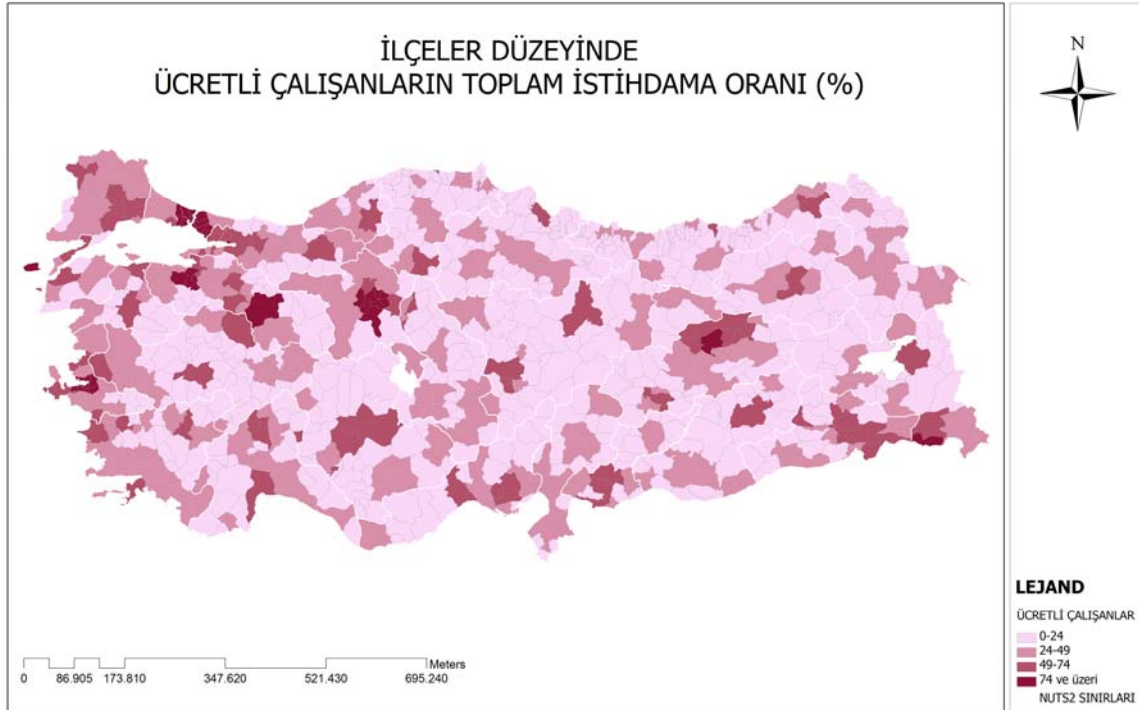 İLÇELER DÜZEYİNDE
ÜCRETLİ ÇALIŞANLARIN TOPLAM İSTİHDAMA ORANI (%)
N
Meters
0 86.905 173.810 347.620 521.430 695.240
LEJAND
ÜCRETLİ ÇALIŞANLAR
0-24
24-49
49-74
74 ve üzeri
NUTS2 SINIRLARI